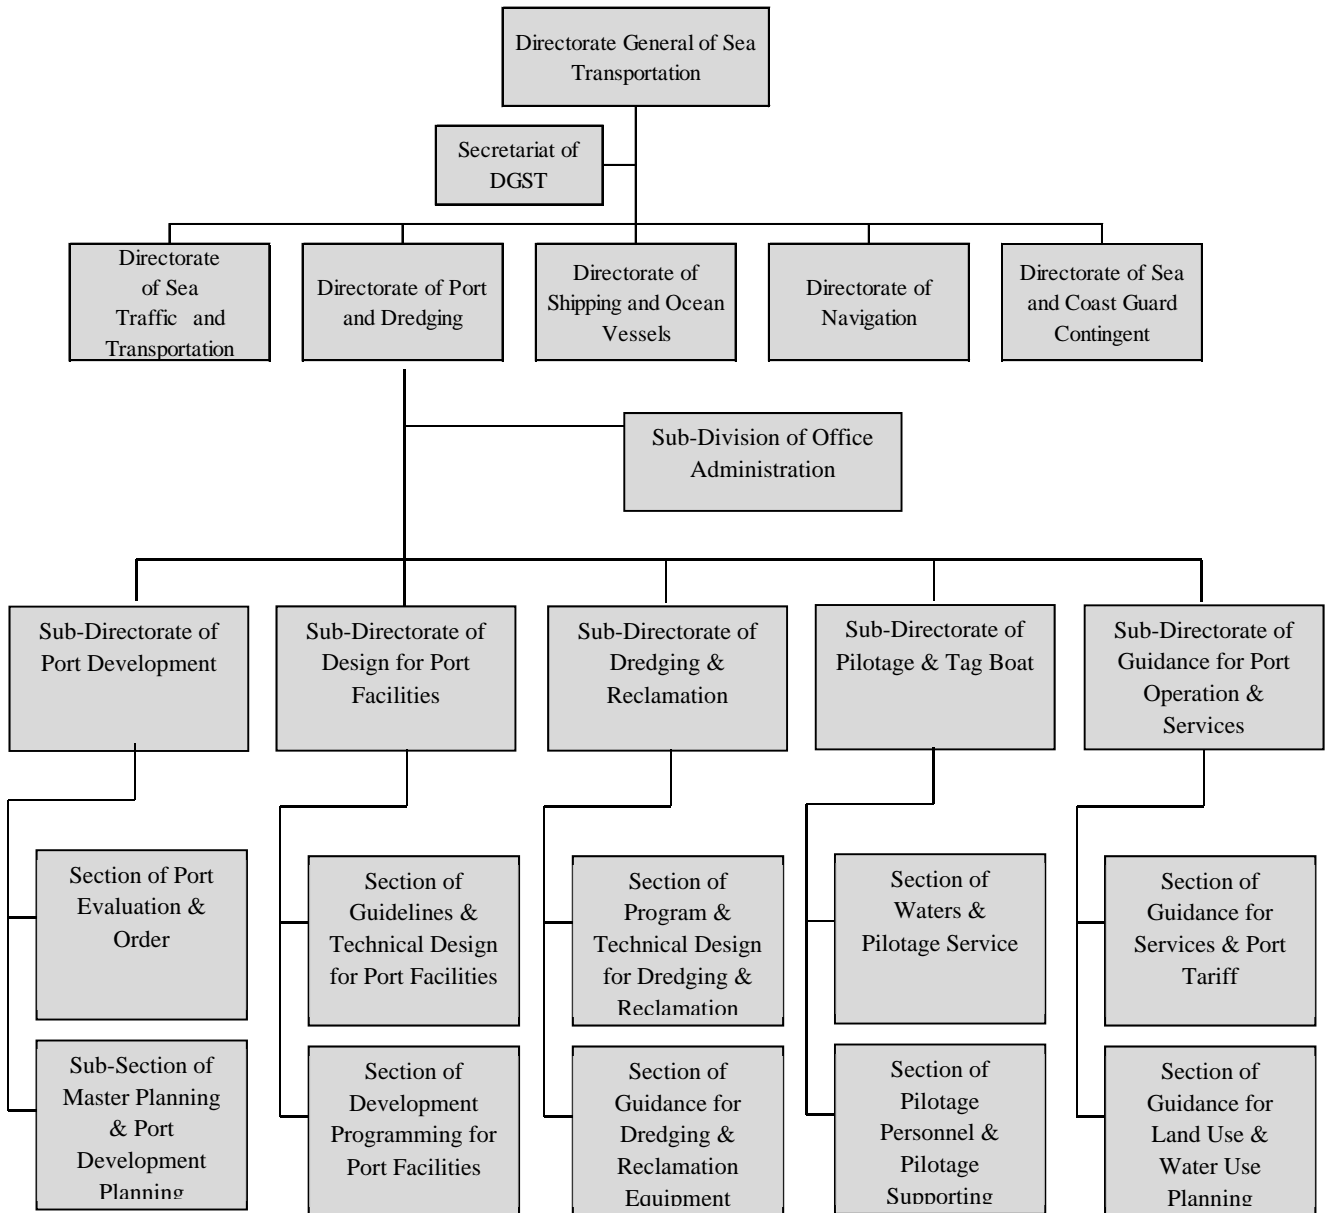 Directorate General of Sea
Transportation
Secretariat of
DGST
Directorate
of Sea
Traffic and
Transportation
Directorate of Port
and Dredging
Directorate of
Shipping and Ocean
Vessels
Directorate of
Navigation
Directorate of Sea
and Coast Guard
Contingent
Sub-Division of Office
Administration
Sub-Directorate of
Port Development
Sub-Directorate of
Design for Port
Facilities
Sub-Directorate of
Dredging &
Reclamation
Sub-Directorate of
Pilotage & Tag Boat
Sub-Directorate of
Guidance for Port
Operation &
Services
Section of Port
Evaluation &
Order
Section of
Guidelines &
Technical Design
for Port Facilities
Section of
Program &
Technical Design
for Dredging &
Reclamation
Section of
Waters &
Pilotage Service
Section of
Guidance for
Services & Port
Tariff
Sub-Section of
Master Planning
& Port
Development
Planning
Section of
Development
Programming for
Port Facilities
Section of
Guidance for
Dredging &
Reclamation
Equipment
Section of
Pilotage
Personnel &
Pilotage
Supporting
Section of
Guidance for
Land Use &
Water Use
Planning